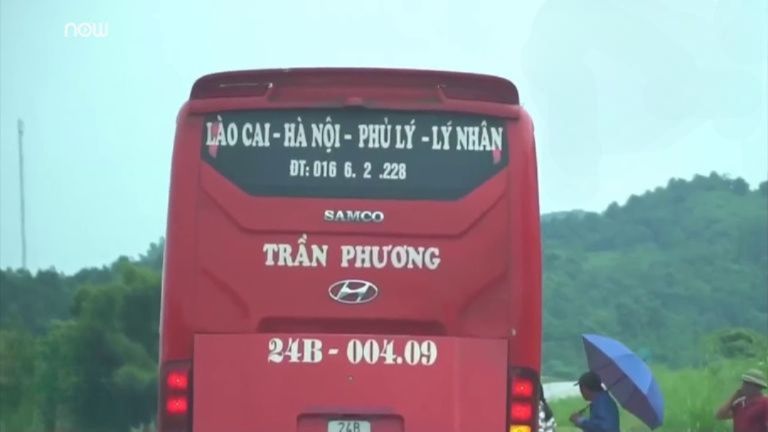 now
LÀO CAI - HÀ NỘI - PHỦ LÝ - LÝ NHÂN
ĐT: 016 6. 2 .228
SAMCO
TRẦN PHƯƠNG
24B - 004.09
24B